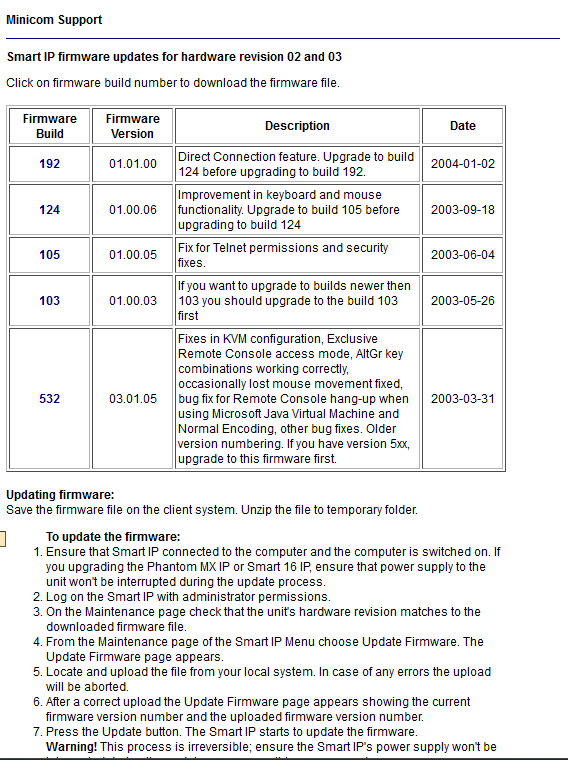 Minicom Support
Smart IP firmware updates for hardware revision 02 and 03
Click on firmware build number to download the firmware file.
Firmware Build
Firmware Version
Description
Date
192
01.01.00
Direct Connection feature. Upgrade to build
124 before upgrading to build 192.
2004-01-02
124
01.00.06
Improvement in keyboard and mouse
functionality. Upgrade to build 105 before
upgrading to build 124
2003-09-18
105
01.00.05
Fix for Telnet permissions and security
fixes.
2003-06-04
103
01.00.03
If you want to upgrade to builds newer then
103 you should upgrade to the build 103
first
2003-05-26
532
03.01.05
Fixes in KVM configuration, Exclusive
Remote Console access mode, AltGr key
combinations working correctly,
occasionally lost mouse movement fixed,
bug fix for Remote Console hang-up when
using Microsoft Java Virtual Machine and
Normal Encoding, other bug fixes. Older
version numbering. If you have version 5xx,
upgrade to this firmware first.
2003-03-31
Updating firmware:
Save the firmware file on the client system. Unzip the file to temporary folder.
To update the firmware:
1. Ensure that Smart IP connected to the computer and the computer is switched on. If
you upgrading the Phantom MX IP or Smart 16 IP, ensure that power supply to the
unit won't be interrupted during the update process.
2. Log on the Smart IP with administrator permissions.
3. On the Maintenance page check that the unit's hardware revision matches to the
downloaded firmware file.
4. From the Maintenance page of the Smart IP Menu choose Update Firmware. The
Update Firmware page appears.
5. Locate and upload the file from your local system. In case of any errors the upload
will be aborted.
6. After a correct upload the Update Firmware page appears showing the current
firmware version number and the uploaded firmware version number.
7. Press the Update button. The Smart IP starts to update the firmware.
Warning! This process is irreversible; ensure the Smart IP's power supply won't be